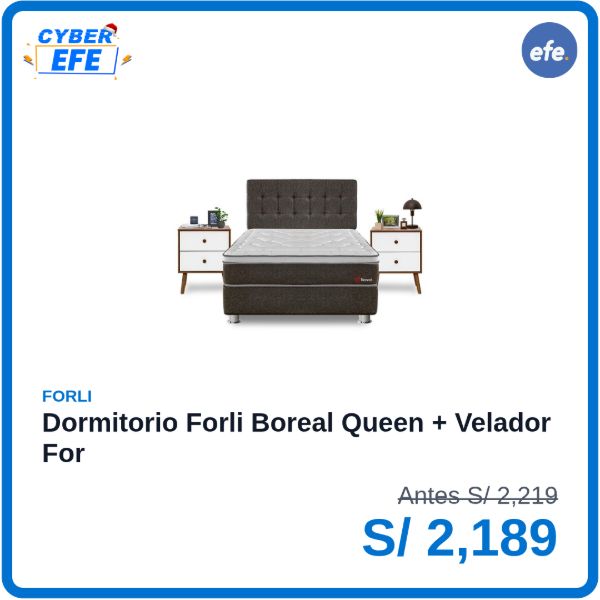 CYBER
EFE
efe.
FORLI
Dormitorio Forli Boreal Queen + Velador
For
Antes S/ 2,219
S/ 2,189